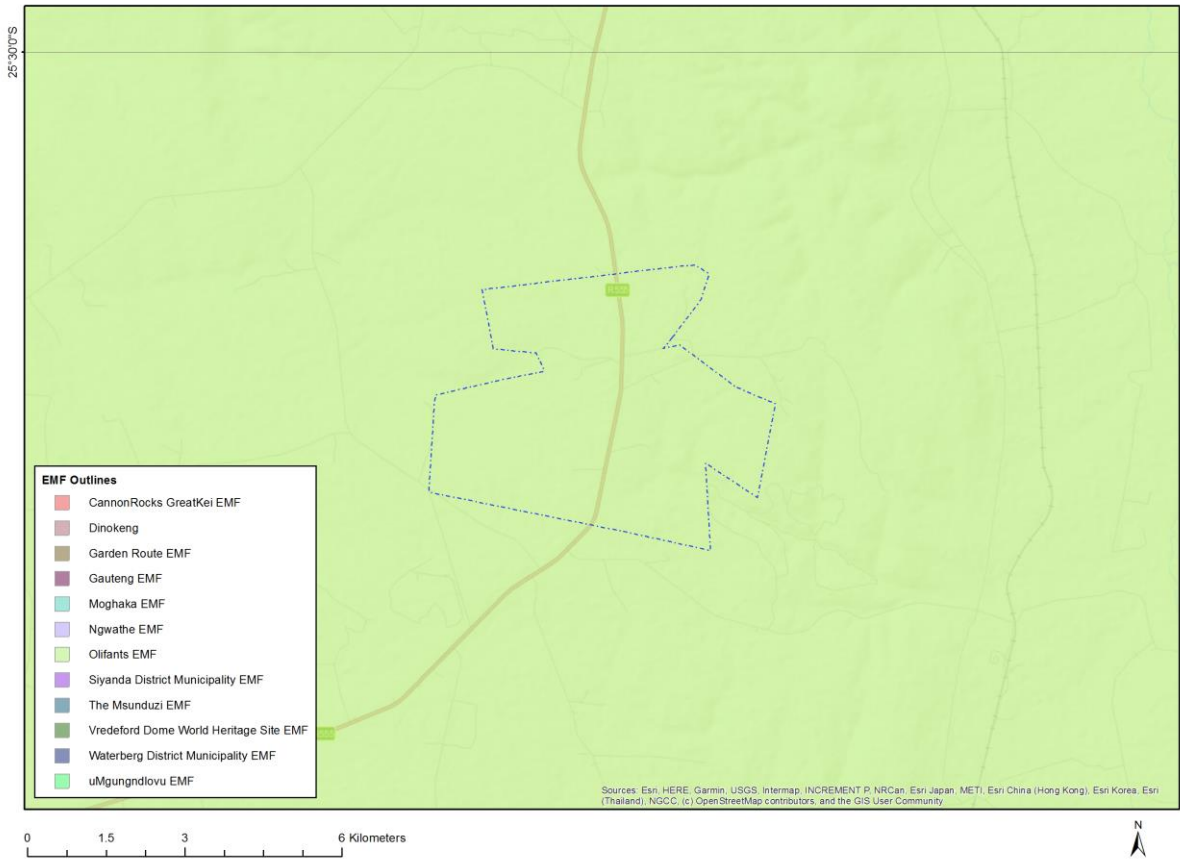 25°30'0"S
R555
EMF Outlines
CannonRocks GreatKei EMF
Dinokeng
Garden Route EMF
Gauteng EMF
Moghaka EMF
Ngwathe EMF
Olifants EMF
Siyanda District Municipality EMF
The Msunduzi EMF
Vredeford Dome World Heritage Site EMF
Waterberg District Municipality EMF
uMgungndlovu EMF
Sources: Esri, HERE, Garmin, USGS, Intermap, INCREMENT P, NRCan, Esri Japan, METI, Esri China (Hong Kong), Esri Korea, Esri
(Thailand), NGCC, (c) OpenStreetMap contributors, and the GIS User Community
0 1.5 3 6 Kilometers
N